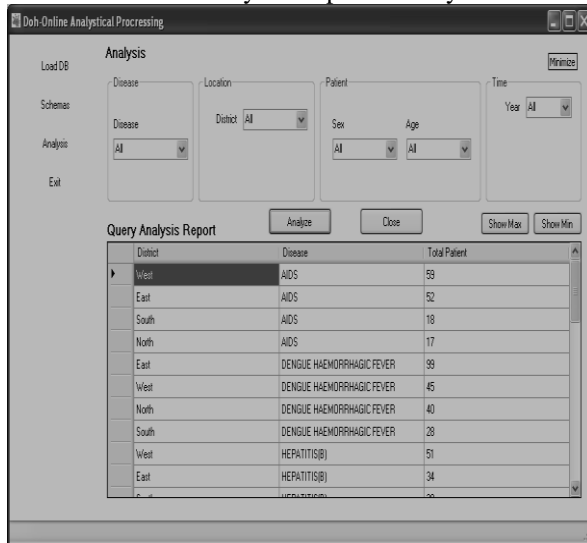 Doh-Online Analystical Procressing
Load DB
Schemas
Analysis
Exit
Analysis
Minimize
Disease
Disease
All
Location
District All
Patient
Sex Age
All All
Time
Year All
Analyze Close Show Max Show Min
Query Analysis Report
District Disease Total Patient
West AIDS 59
East AIDS 52
South AIDS 18
North AIDS 17
East DENGUE HAEMORRHAGIC FEVER 99
West DENGUE HAEMORRHAGIC FEVER 45
North DENGUE HAEMORRHAGIC FEVER 40
South DENGUE HAEMORRHAGIC FEVER 28
West HEPATITIS(B) 51
East HEPATITIS(B) 34